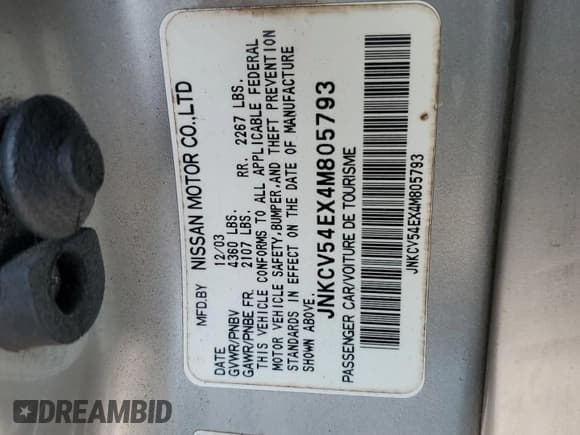 MFD.BY NISSAN MOTOR CO.,LTD
DATE 12/03
GVWR/PNBV 4360 LBS.
GAWR/PNBE FR. 2107 LBS. RR. 2267 LBS.
THIS VEHICLE CONFORMS TO ALL APPLICABLE FEDERAL
MOTOR VEHICLE SAFETY,BUMPER,AND THEFT PREVENTION
STANDARDS IN EFFECT ON THE DATE OF MANUFACTURE
SHOWN ABOVE.
JNKCV54EX4M805793
PASSENGER CAR/VOITURE DE TOURISME
JNKCV54EX4M805793
DREAMBID